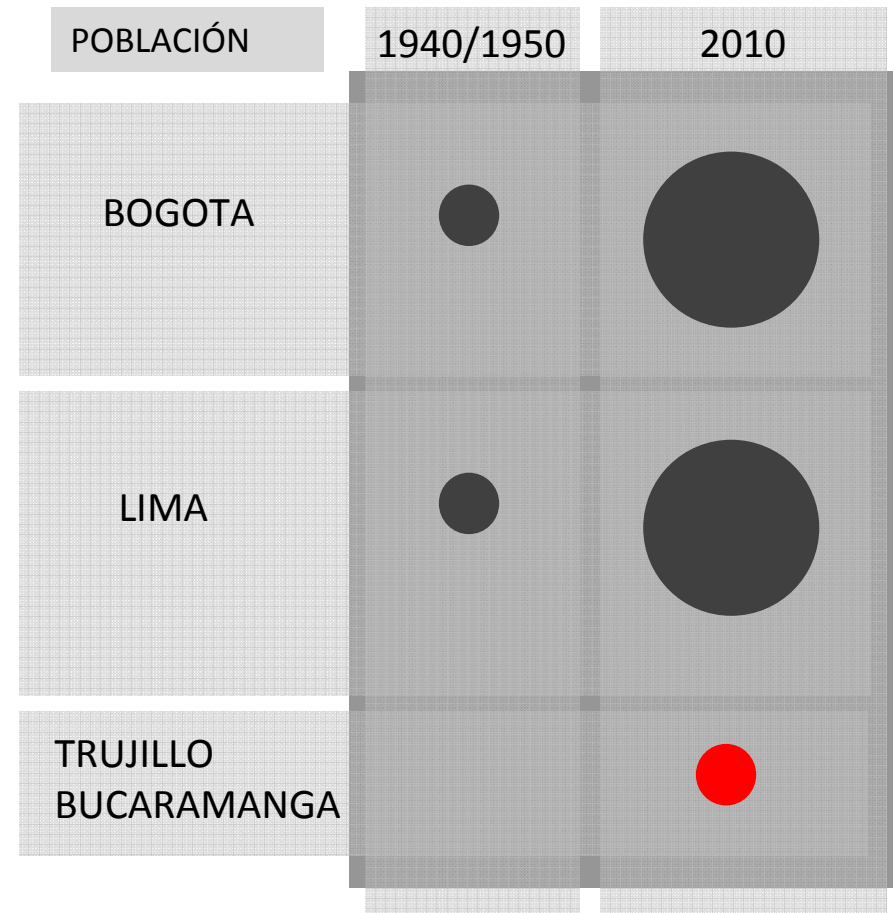 POBLACIÓN
1940/1950
2010
BOGOTA
LIMA
TRUJILLO
BUCARAMANGA